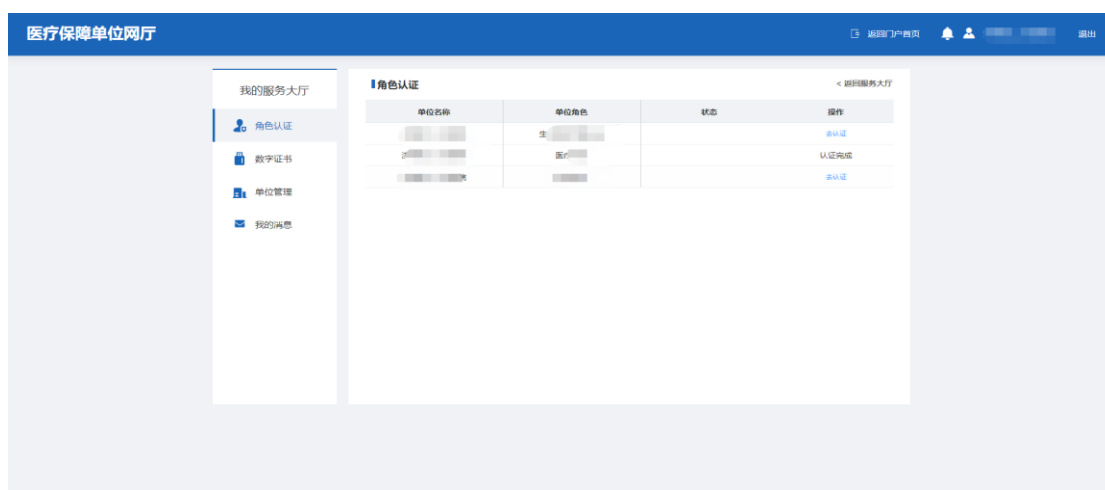 医疗保障单位网厅
返回门户首页
退出
我的服务大厅
角色认证
数字证书
单位管理
我的消息
角色认证
< 返回服务大厅
单位名称 单位角色 状态 操作
生 去认证
医疗 认证完成
去认证